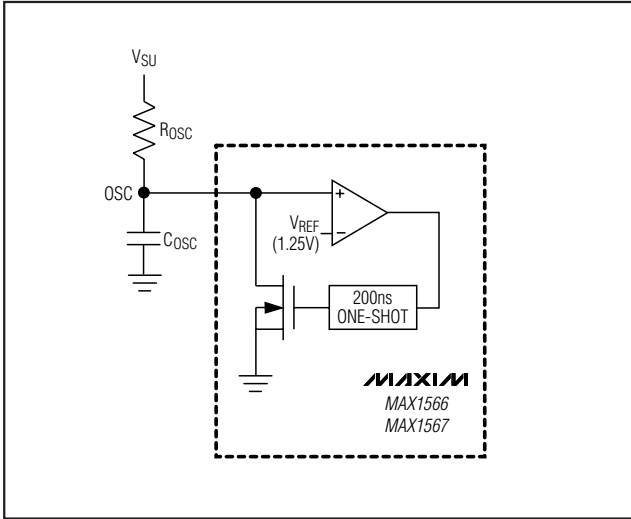 VSU
ROSC
OSC
COSC
VREF
(1.25V)
+
−
200ns
ONE-SHOT
MAXIM
MAX1566
MAX1567